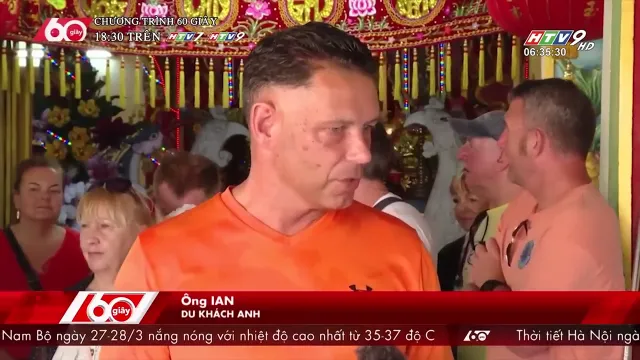 60 giây
CHƯƠNG TRÌNH 60 GIÂY
18:30 TRÊN HTV7 HTV9
HTV9 HD
06:35:30
60 giây
Ông IAN
DU KHÁCH ANH
Nam Bộ ngày 27-28/3 nắng nóng với nhiệt độ cao nhất từ 35-37 độ C 60 Thời tiết Hà Nội ngà